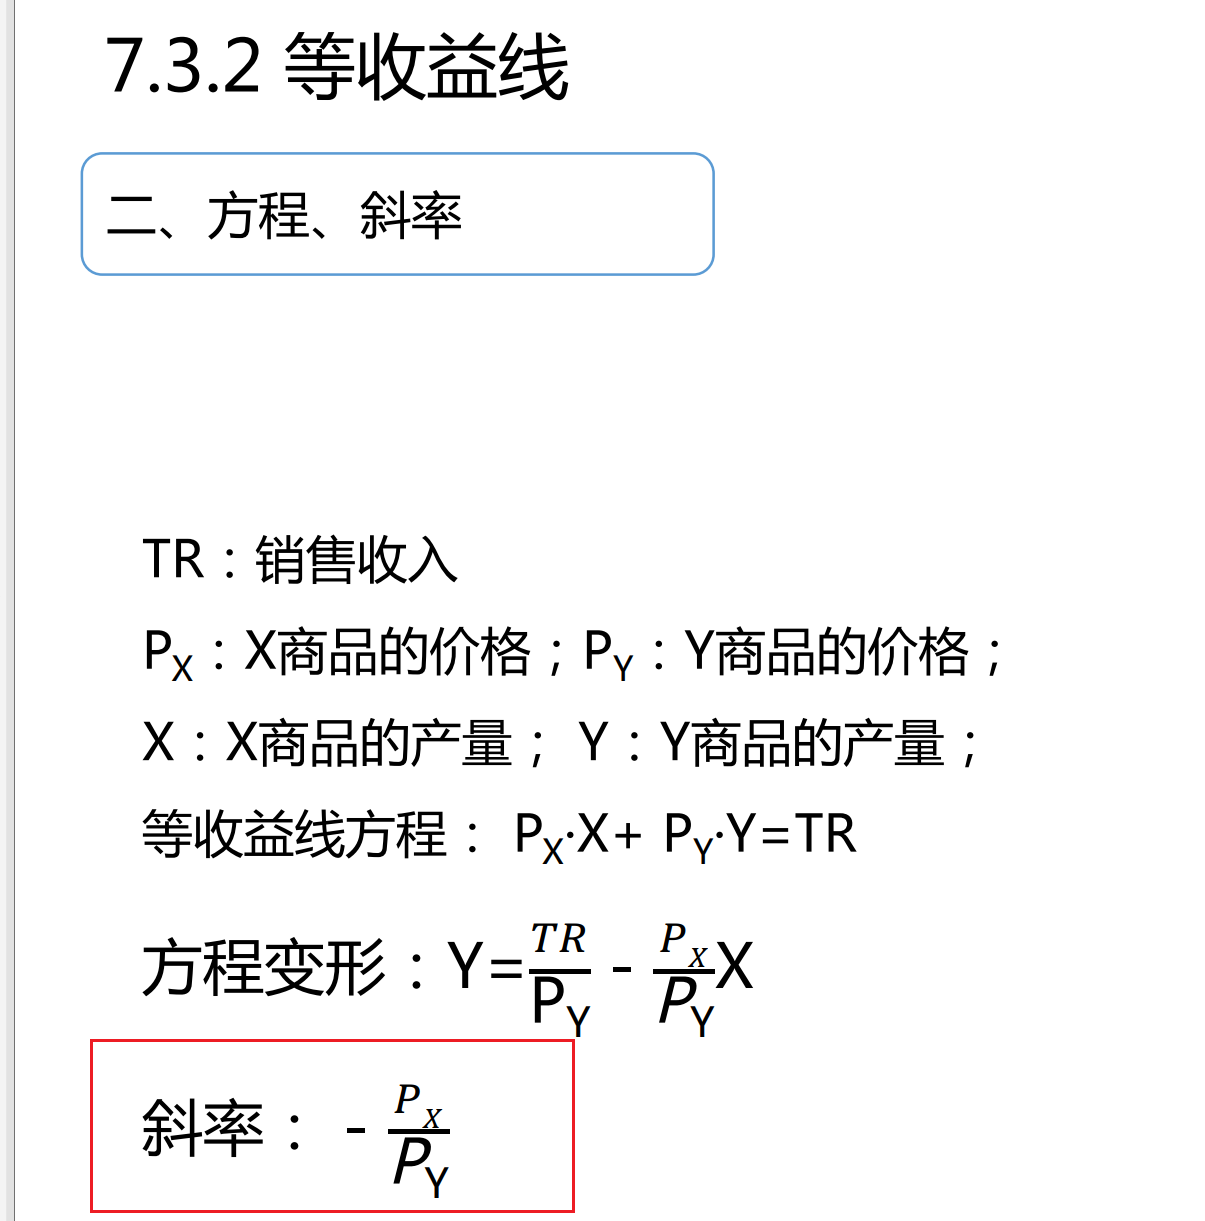 7.3.2 等收益线
二、方程、斜率
TR：销售收入
P_X：X商品的价格；P_Y：Y商品的价格；
X：X商品的产量； Y：Y商品的产量；
等收益线方程： P_X·X+ P_Y·Y=TR
方程变形：Y=\frac{TR}{P_Y} - \frac{P_X}{P_Y}X
斜率： - \frac{P_X}{P_Y}